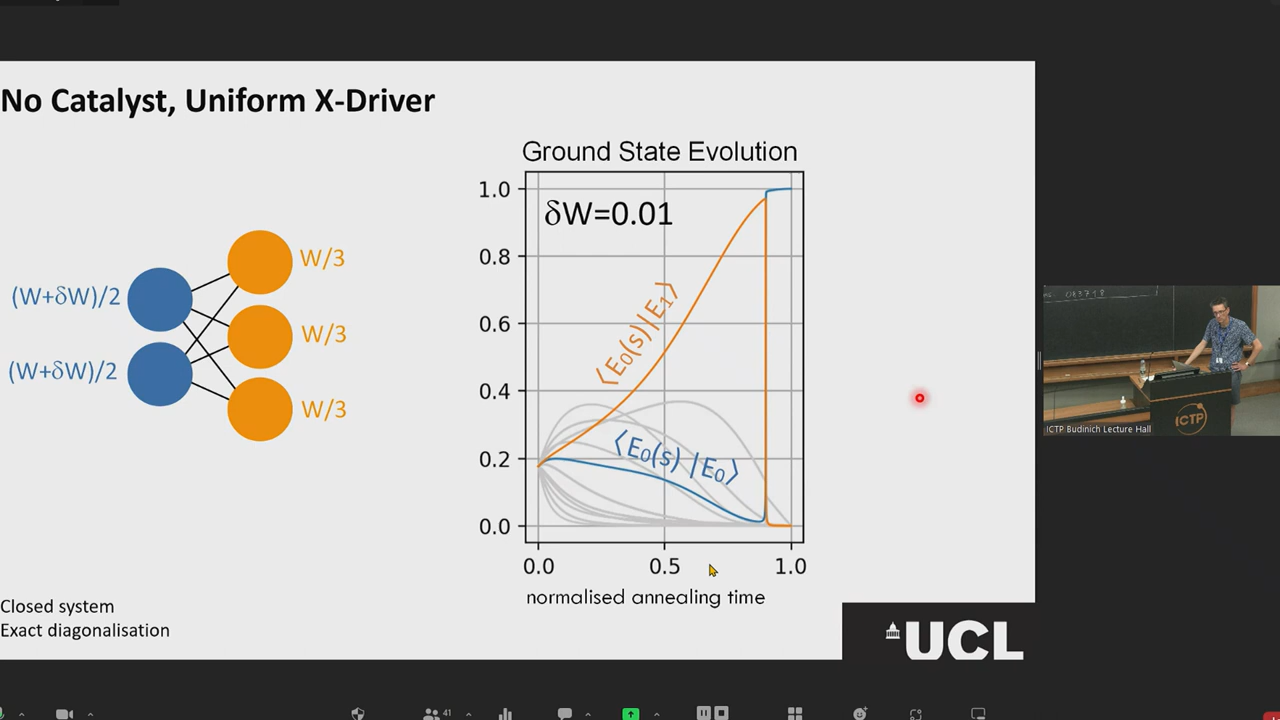 No Catalyst, Uniform X-Driver
(W+δW)/2
(W+δW)/2
W/3
W/3
W/3
Ground State Evolution
δW=0.01
⟨E₀(s)|E₁⟩
⟨E₀(s) |E₀⟩
1.0
0.8
0.6
0.4
0.2
0.0
0.0 0.5 1.0
normalised annealing time
Closed system
Exact diagonalisation
UCL
ICTP
ICTP Budinich Lecture Hall
41